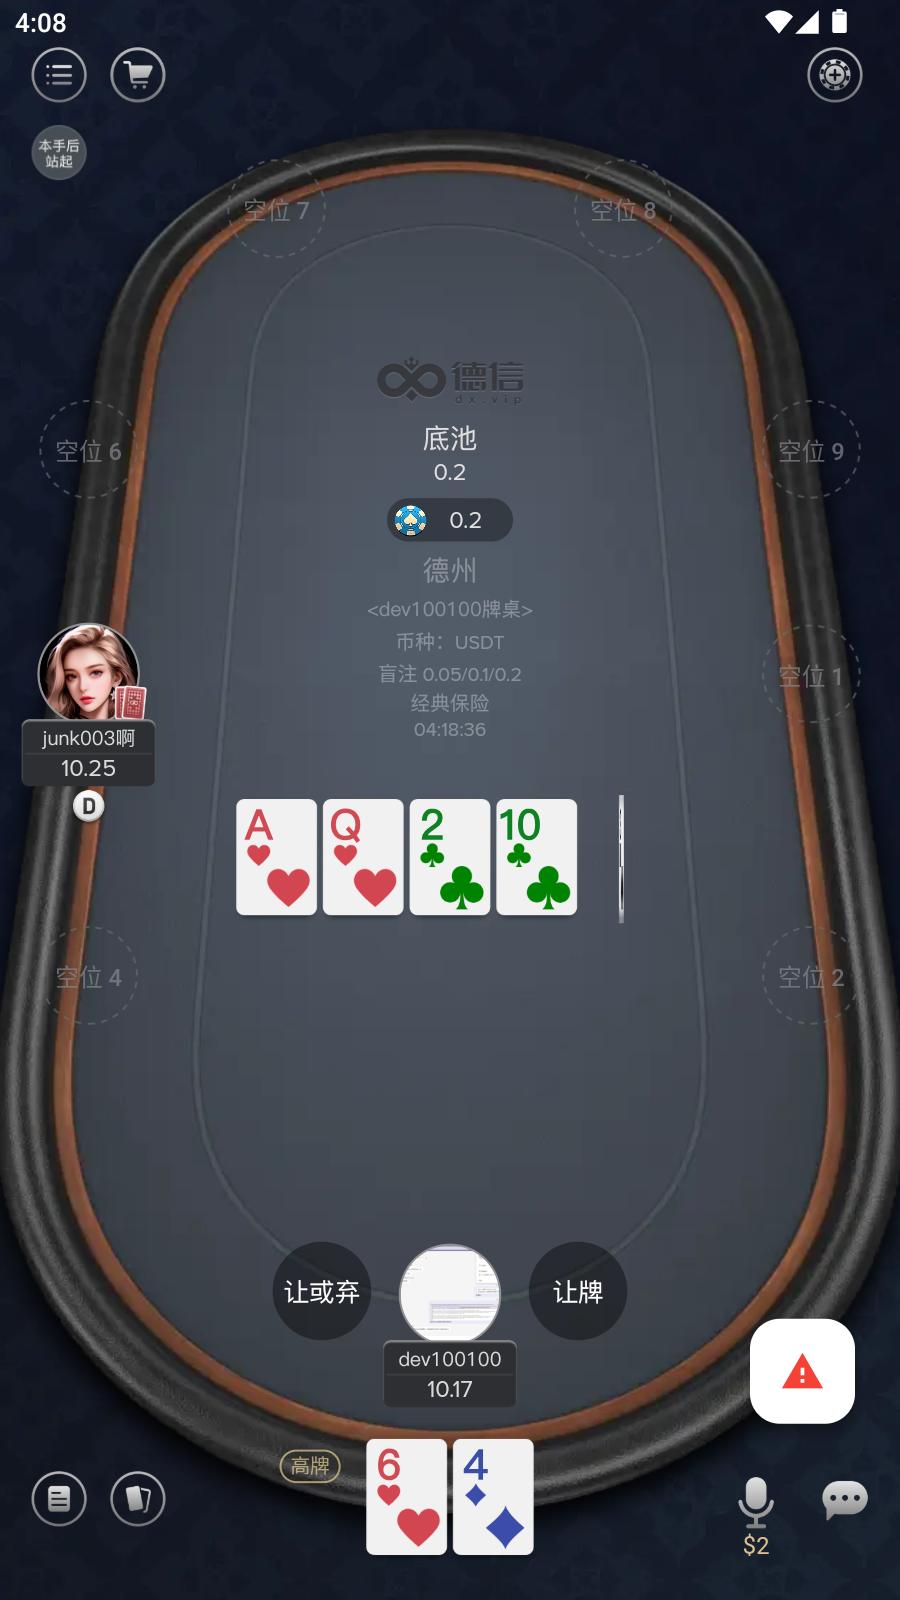 4:08
本手后
站起
空位 7
空位 8
德信
dx.vip
底池
0.2
0.2
空位 6
空位 9
德州
<dev100100牌桌>
币种：USDT
盲注 0.05/0.1/0.2
经典保险
04:18:36
空位 1
junk003啊
10.25
D
A
Q
2
10
空位 4
空位 2
让或弃
让牌
dev100100
10.17
高牌
6
4
$2